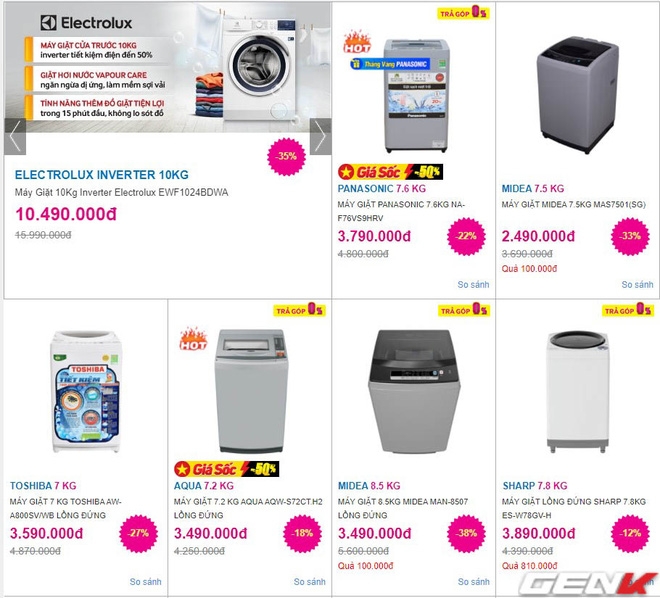 Electrolux
MÁY GIẶT CỬA TRƯỚC 10KG
inverter tiết kiệm điện đến 50%
GIẶT HƠI NƯỚC VAPOUR CARE
ngăn ngừa dị ứng, làm mềm sợi vải
TÍNH NĂNG THÊM ĐỒ GIẶT TIỆN LỢI
trong 15 phút đầu, không lo sót đồ
-35%
ELECTROLUX INVERTER 10KG
Máy Giặt 10Kg Inverter Electrolux EWF1024BDWA
10.490.000đ
15.990.000đ
TRẢ GÓP 0%
HOT
Tháng Vàng PANASONIC
Giá Sốc -50%
PANASONIC 7.6 KG
MÁY GIẶT PANASONIC 7.6KG NA-
F76VS9HRV
3.790.000đ
4.800.000đ
-22%
So sánh
MIDEA 7.5 KG
MÁY GIẶT MIDEA 7.5KG MAS7501(SG)
2.490.000đ
3.690.000đ
Quà 100.000đ
-33%
So sánh
TOSHIBA
TIẾT KIỆM
TOSHIBA 7 KG
MÁY GIẶT 7 KG TOSHIBA AW-
A800SV/WB LỒNG ĐỨNG
3.590.000đ
4.870.000đ
-27%
So sánh
TRẢ GÓP 0%
HOT
Giá Sốc -50%
AQUA 7.2 KG
MÁY GIẶT 7.2 KG AQUA AQW-S72CT.H2
LỒNG ĐỨNG
3.490.000đ
4.250.000đ
-18%
So sánh
TRẢ GÓP 0%
MIDEA 8.5 KG
MÁY GIẶT 8.5KG MIDEA MAN-8507
LỒNG ĐỨNG
3.490.000đ
5.600.000đ
Quà 100.000đ
-38%
So sánh
TRẢ GÓP 0%
SHARP 7.8 KG
MÁY GIẶT LỒNG ĐỨNG SHARP 7.8KG
ES-W78GV-H
3.890.000đ
4.390.000đ
Quà 810.000đ
-12%
GENK